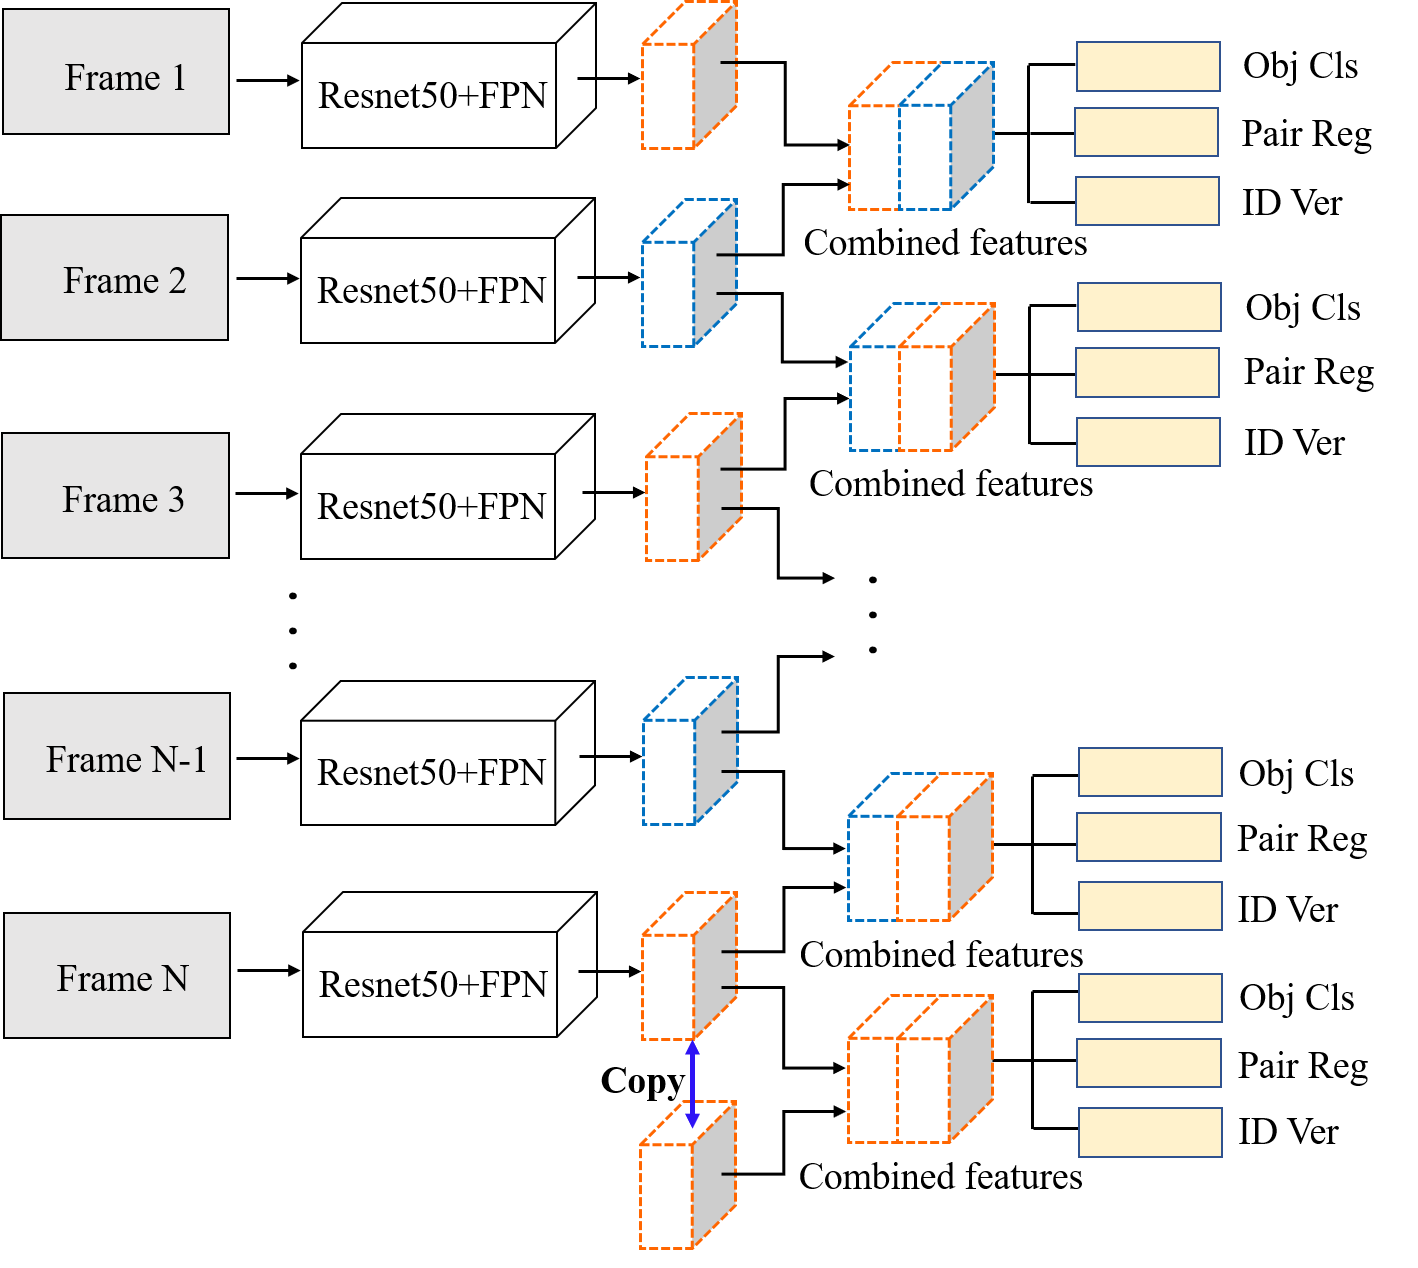 Frame 1
Resnet50+FPN
Obj Cls
Pair Reg
ID Ver
Combined features
Frame 2
Resnet50+FPN
Obj Cls
Pair Reg
ID Ver
Combined features
Frame 3
Resnet50+FPN
Frame N-1
Resnet50+FPN
Obj Cls
Pair Reg
ID Ver
Combined features
Frame N
Resnet50+FPN
Copy
Obj Cls
Pair Reg
ID Ver
Combined features